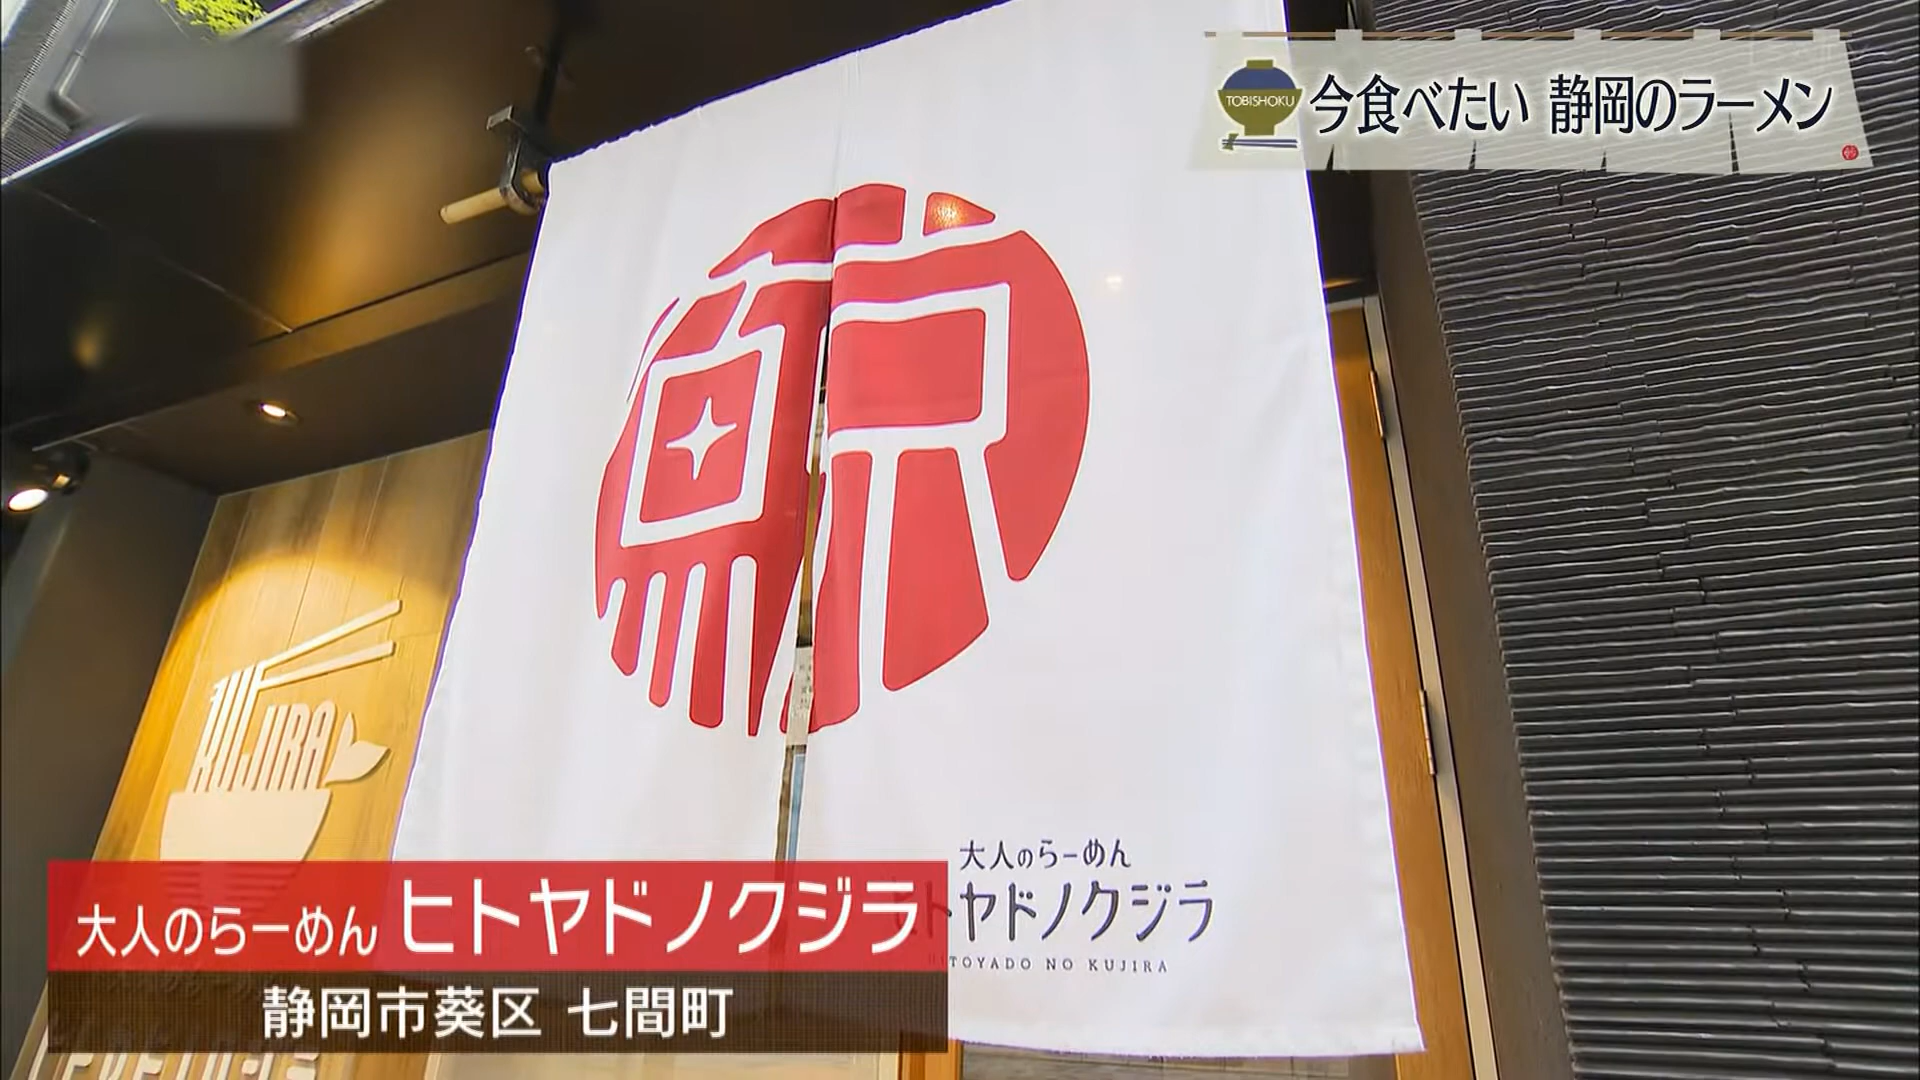 TOBISHOKU
今食べたい 静岡のラーメン
鯨
KUJIRA
大人のらーめん
トヤドノクジラ
ITOYADO NO KUJIRA
大人のらーめん ヒトヤドノクジラ
静岡市葵区 七間町